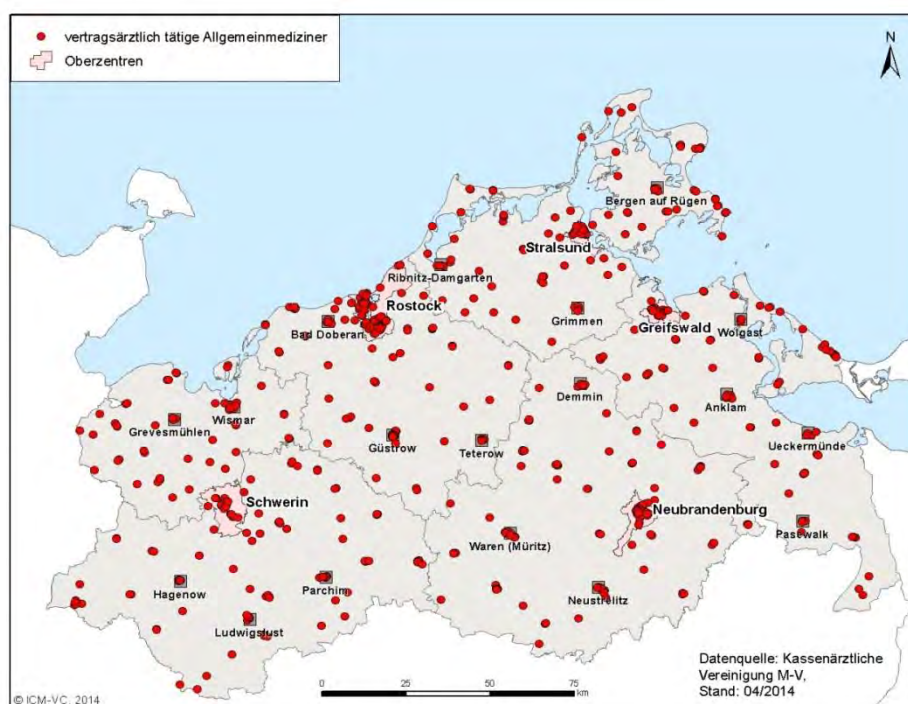 vertragsärztlich tätige Allgemeinmediziner
Oberzentren
N
Bergen auf Rügen
Stralsund
Ribnitz-Damgarten
Rostock
Bad Doberan
Grimmen
Greifswald
Wolgast
Demmin
Anklam
Wismar
Grevesmühlen
Güstrow
Teterow
Ueckermünde
Schwerin
Neubrandenburg
Waren (Müritz)
Pasewalk
Hagenow
Parchim
Neustrelitz
Ludwigslust
Datenquelle: Kassenärztliche
Vereinigung M-V,
Stand: 04/2014
0 25 50 75
km
© ICM-VC, 2014